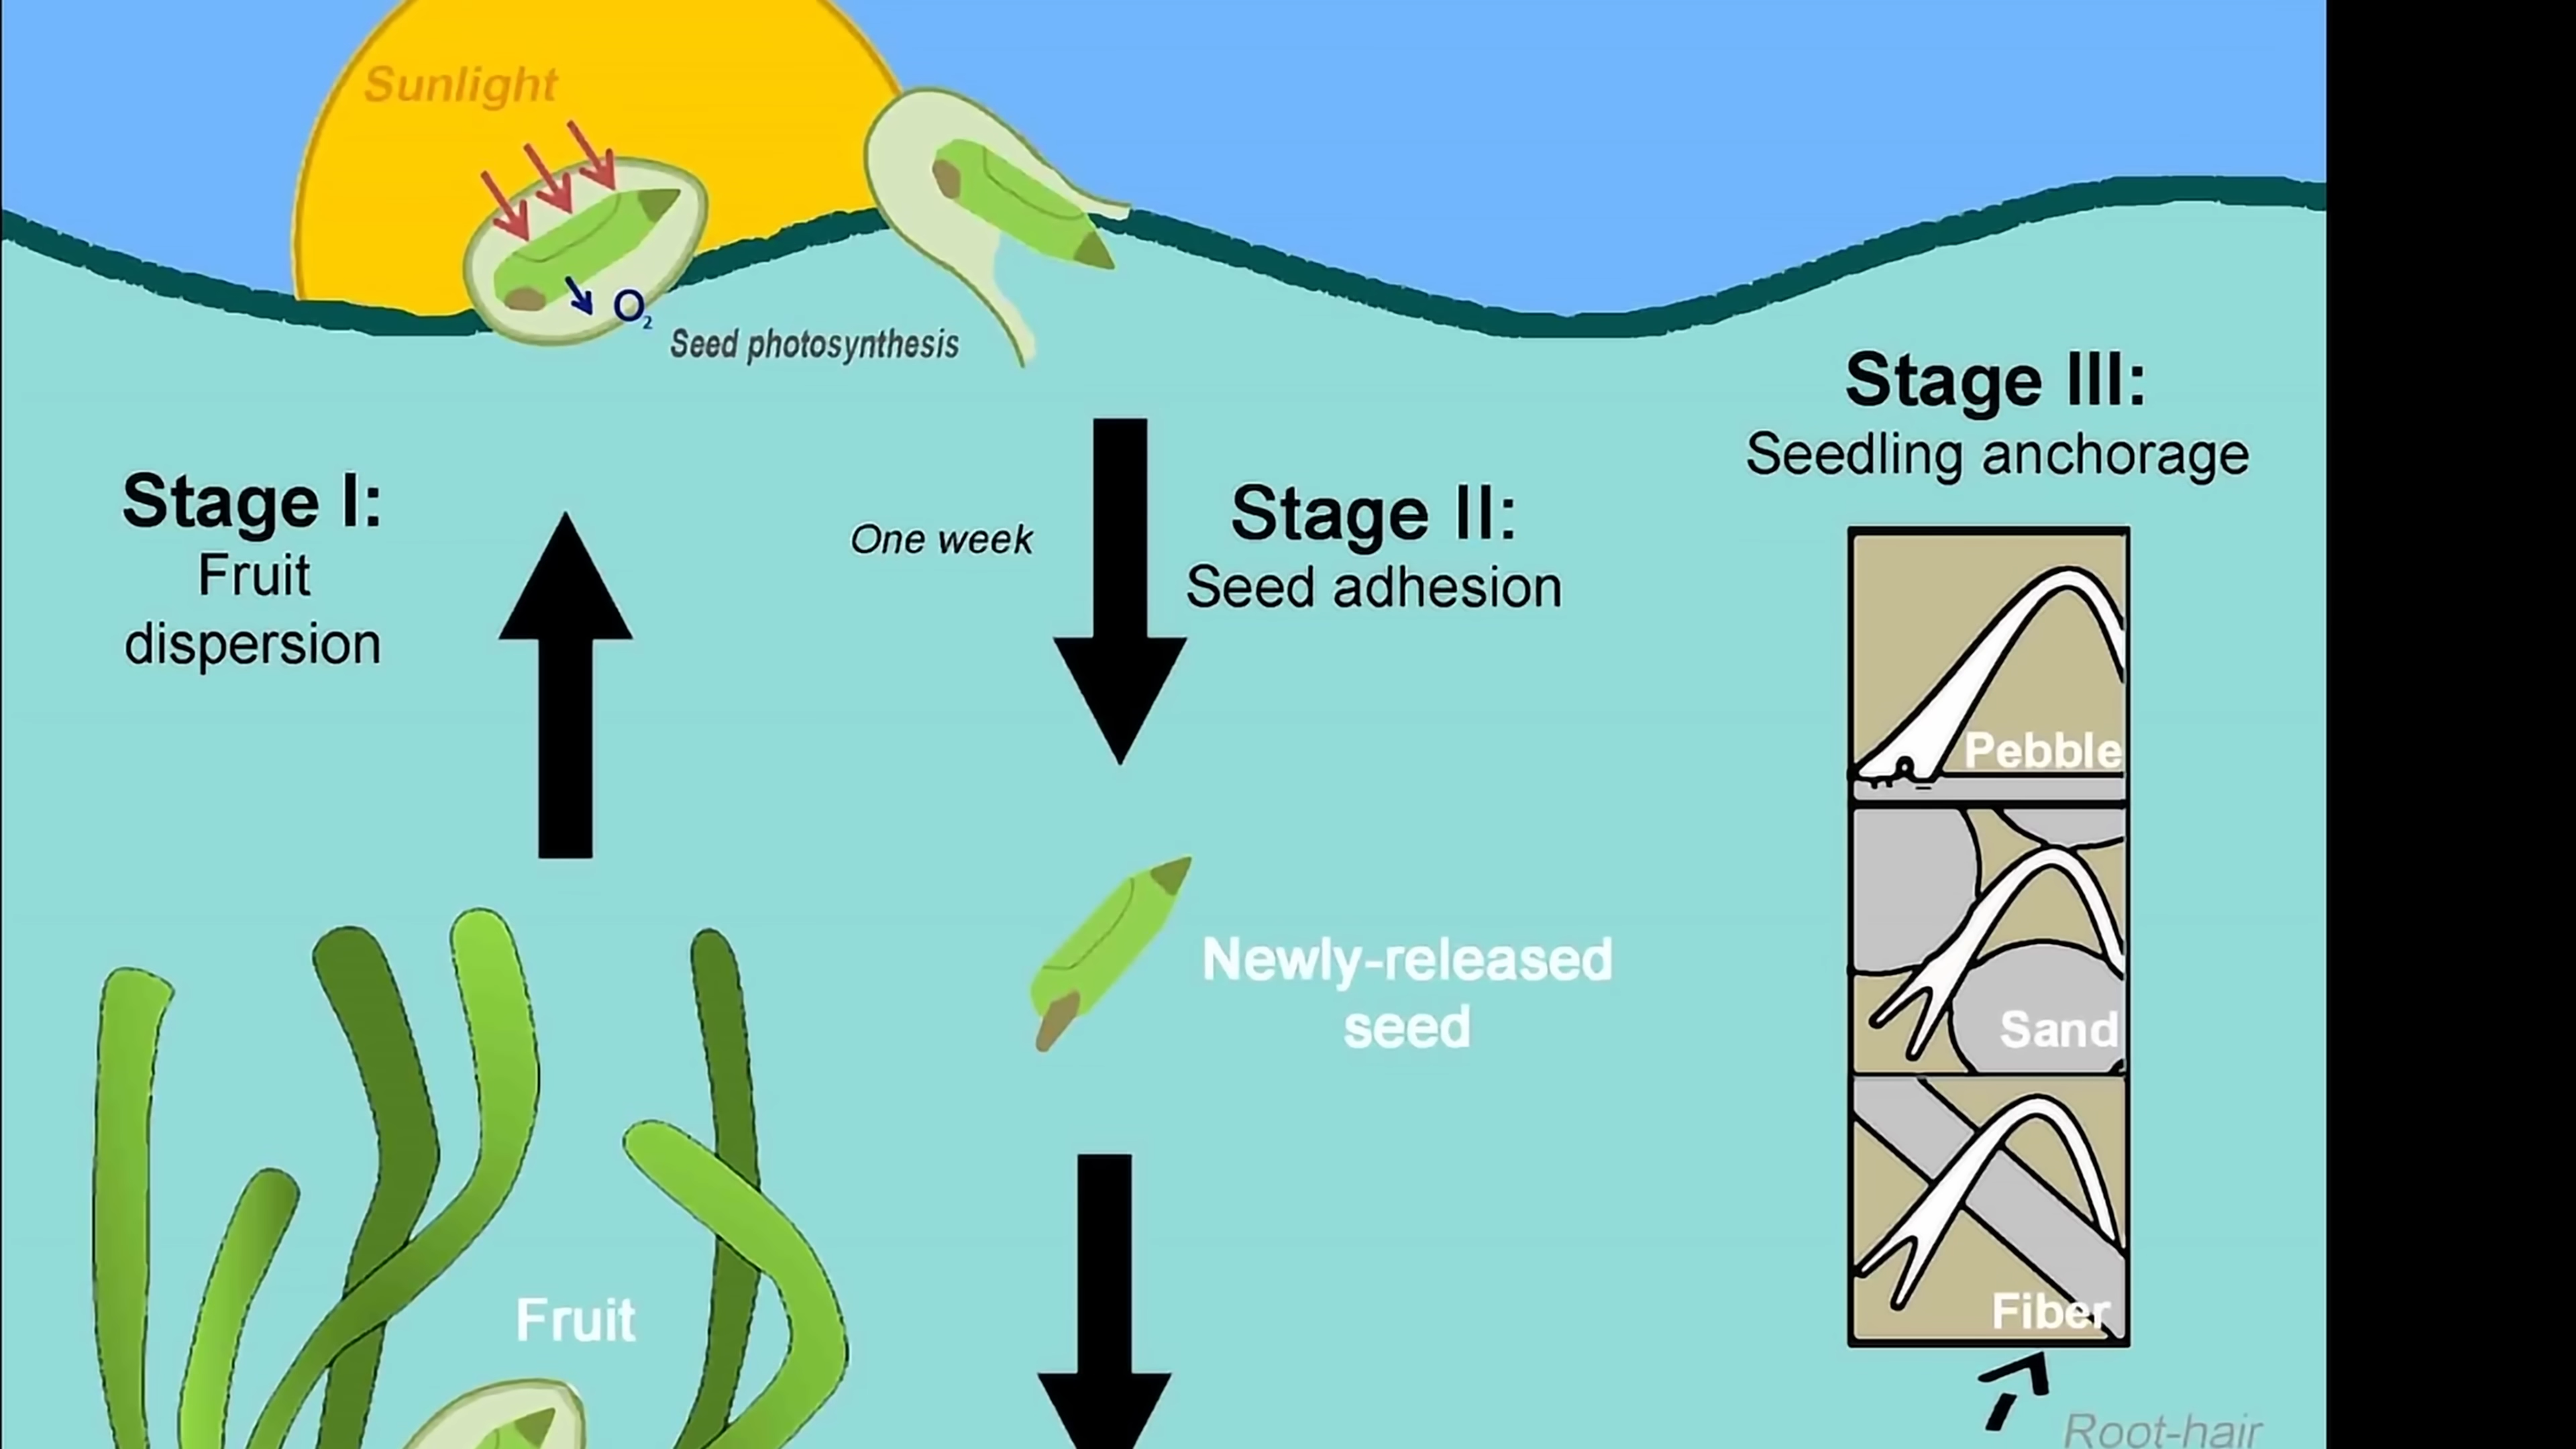 Sunlight
O₂
Seed photosynthesis
Stage I:
Fruit
dispersion
One week
Stage II:
Seed adhesion
Newly-released
seed
Fruit
Stage III:
Seedling anchorage
Pebble
Sand
Fiber
Root-hair